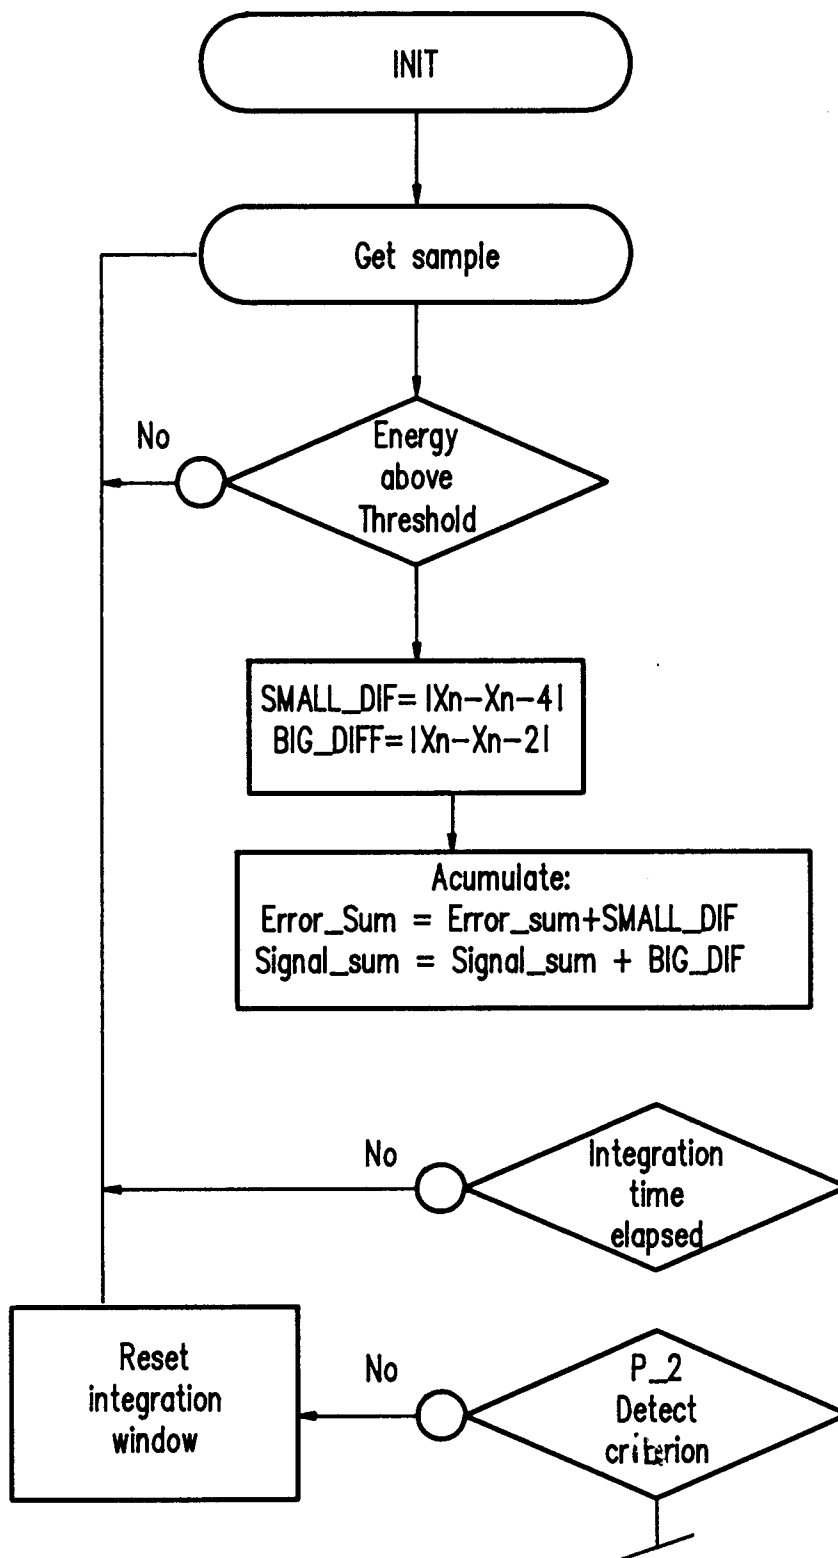 INIT
Get sample
No
Energy
above
Threshold
SMALL_DIF= |Xn-Xn-4|
BIG_DIFF=|Xn-Xn-2|
Acumulate:
Error_Sum = Error_sum+SMALL_DIF
Signal_sum = Signal_sum + BIG_DIF
No
Integration
time
elapsed
Reset
integration
window
No
P_2
Detect
criterion